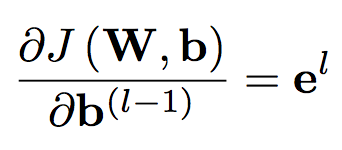 ∂J (𝐖, 𝐛) / ∂𝐛^(l−1) = 𝐞^l